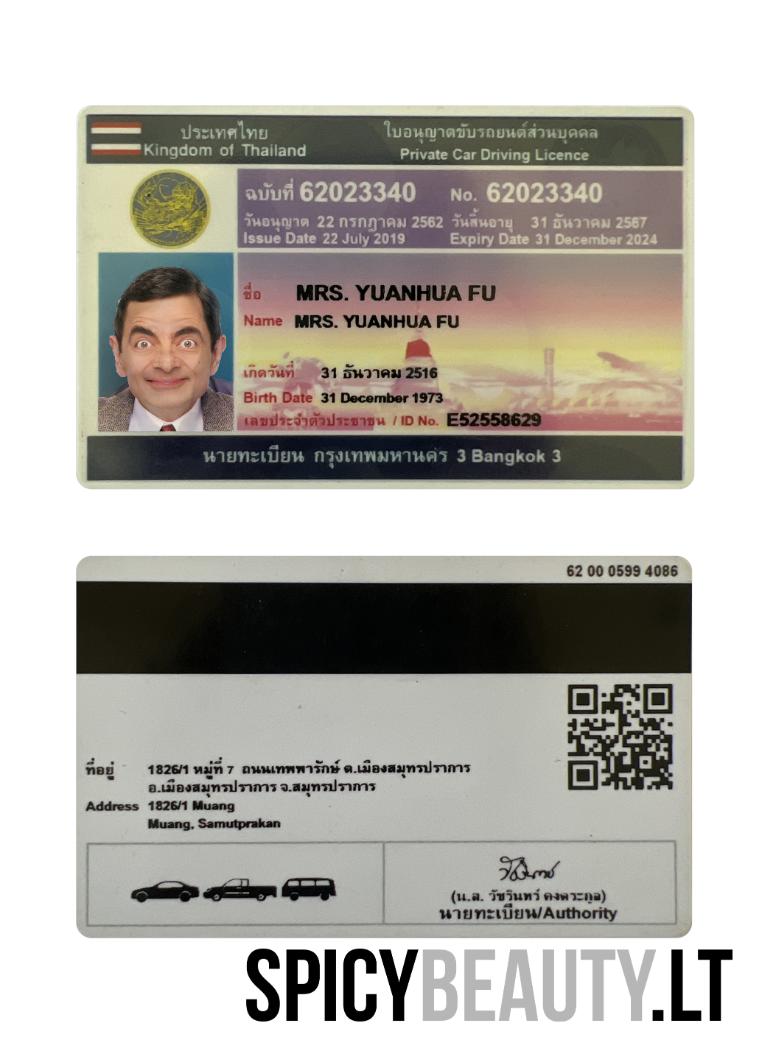 ประเทศไทย
Kingdom of Thailand
ใบอนุญาตขับรถยนต์ส่วนบุคคล
Private Car Driving Licence
ฉบับที่ 62023340 No. 62023340
วันอนุญาต 22 กรกฎาคม 2562 วันสิ้นอายุ 31 ธันวาคม 2567
Issue Date 22 July 2019 Expiry Date 31 December 2024
ชื่อ MRS. YUANHUA FU
Name MRS. YUANHUA FU
เกิดวันที่ 31 ธันวาคม 2516
Birth Date 31 December 1973
เลขประจำตัวประชาชน / ID No. E52558629
นายทะเบียน กรุงเทพมหานคร 3 Bangkok 3
62 00 0599 4086
ที่อยู่ 1826/1 หมู่ที่ 7 ถนนเทพพารักษ์ ต.เมืองสมุทรปราการ
อ.เมืองสมุทรปราการ จ.สมุทรปราการ
Address 1826/1 Muang
Muang, Samutprakan
(น.ส. วัชรินทร์
นายทะเบียน/Authority
SPICYBEAUTY.LT